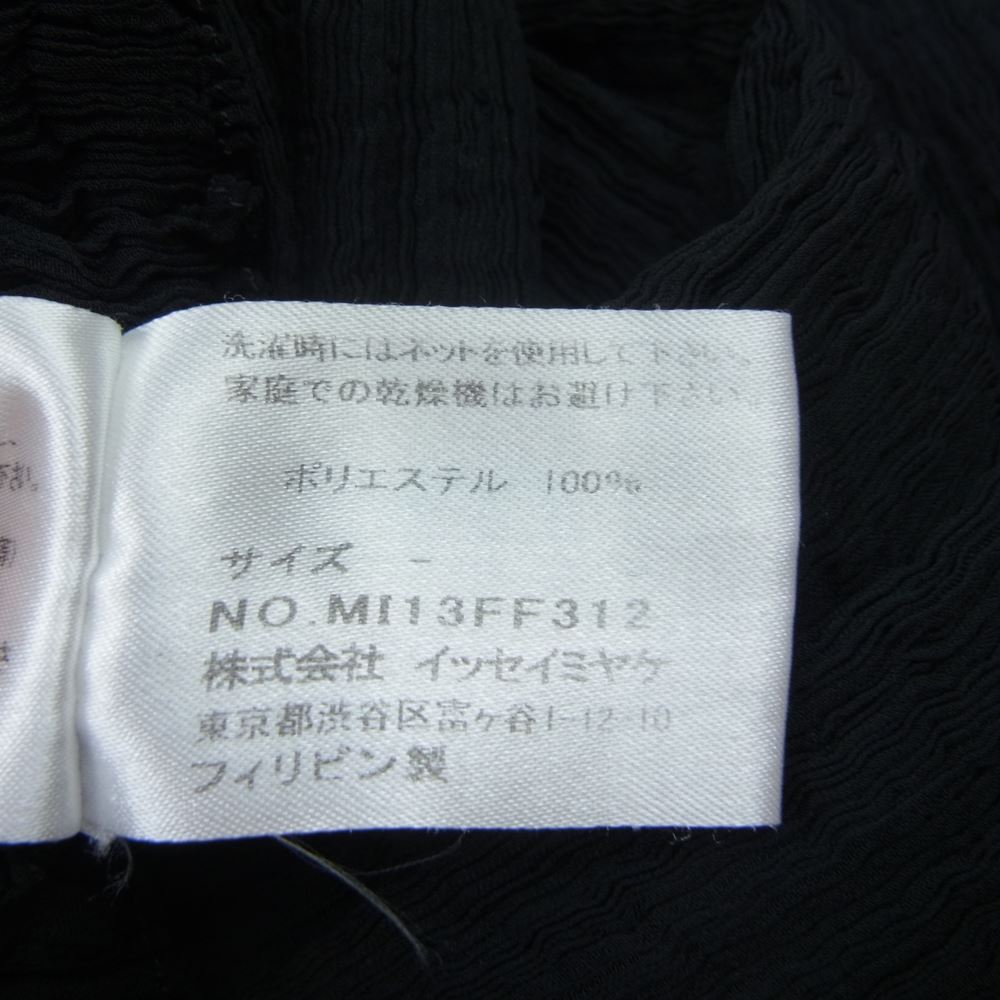 洗濯時にはネットを使用して下さい。
家庭での乾燥機はお避け下さい。
ポリエステル 100%
サイズ -
NO.MI13FF312
株式会社 イッセイミヤケ
東京都渋谷区富ヶ谷1-12-10
フィリピン製